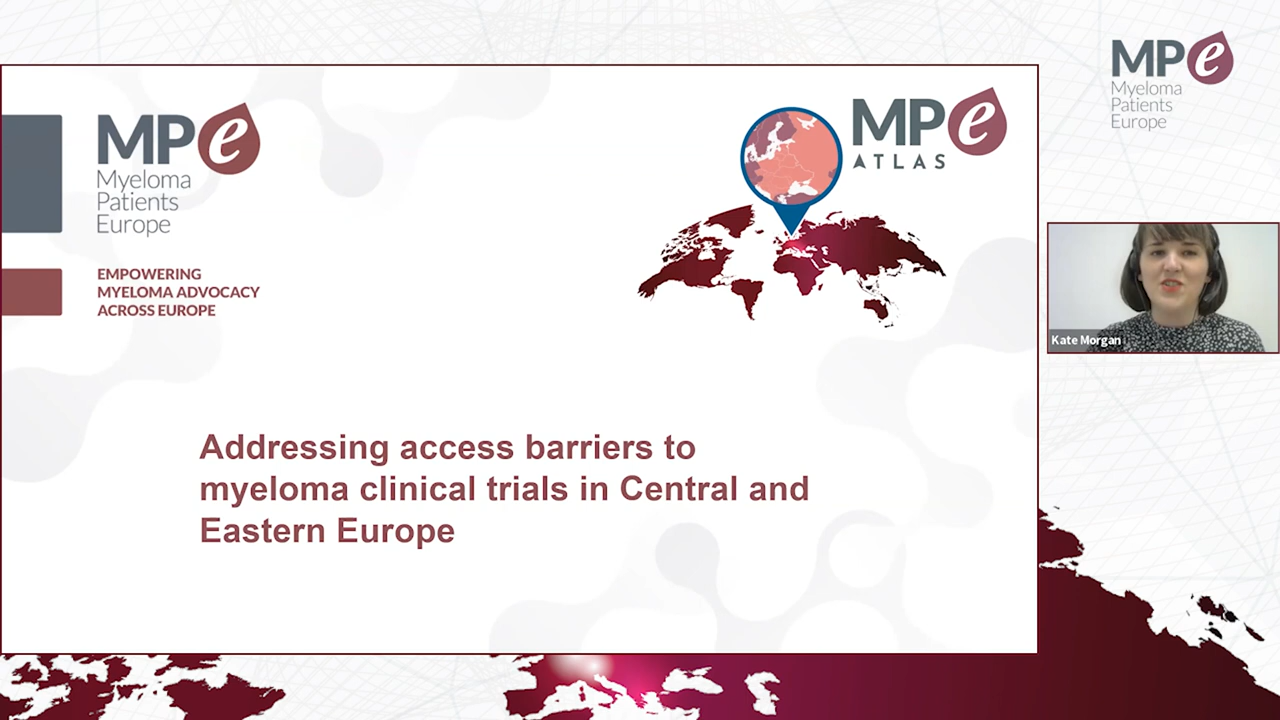 MPe
Myeloma
Patients
Europe
EMPOWERING
MYELOMA ADVOCACY
ACROSS EUROPE
MPe
ATLAS
Addressing access barriers to
myeloma clinical trials in Central and
Eastern Europe
MPe
Myeloma
Patients
Europe
Kate Morgan